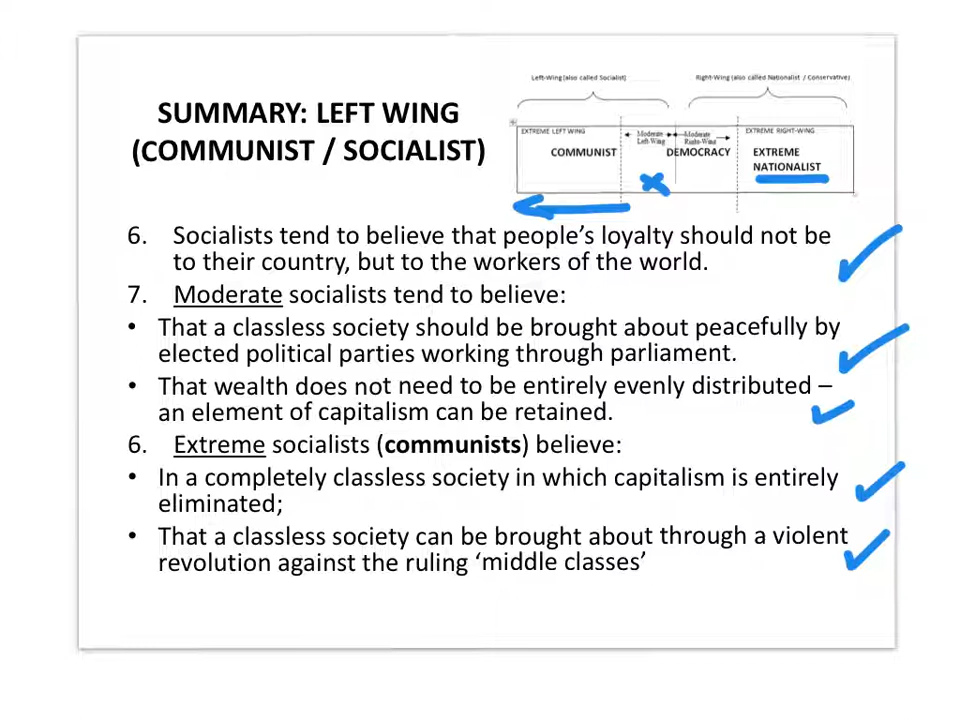 Left-Wing (also called Socialist)
Right-Wing (also called Nationalist / Conservative)
SUMMARY: LEFT WING
(COMMUNIST / SOCIALIST)
EXTREME LEFT WING
Moderate
Left-Wing
Moderate
Right-Wing
EXTREME RIGHT-WING
COMMUNIST
DEMOCRACY
EXTREME
NATIONALIST
6. Socialists tend to believe that people’s loyalty should not be
to their country, but to the workers of the world.
7. Moderate socialists tend to believe:
• That a classless society should be brought about peacefully by
elected political parties working through parliament.
• That wealth does not need to be entirely evenly distributed –
an element of capitalism can be retained.
6. Extreme socialists (communists) believe:
• In a completely classless society in which capitalism is entirely
eliminated;
• That a classless society can be brought about through a violent
revolution against the ruling ‘middle classes’